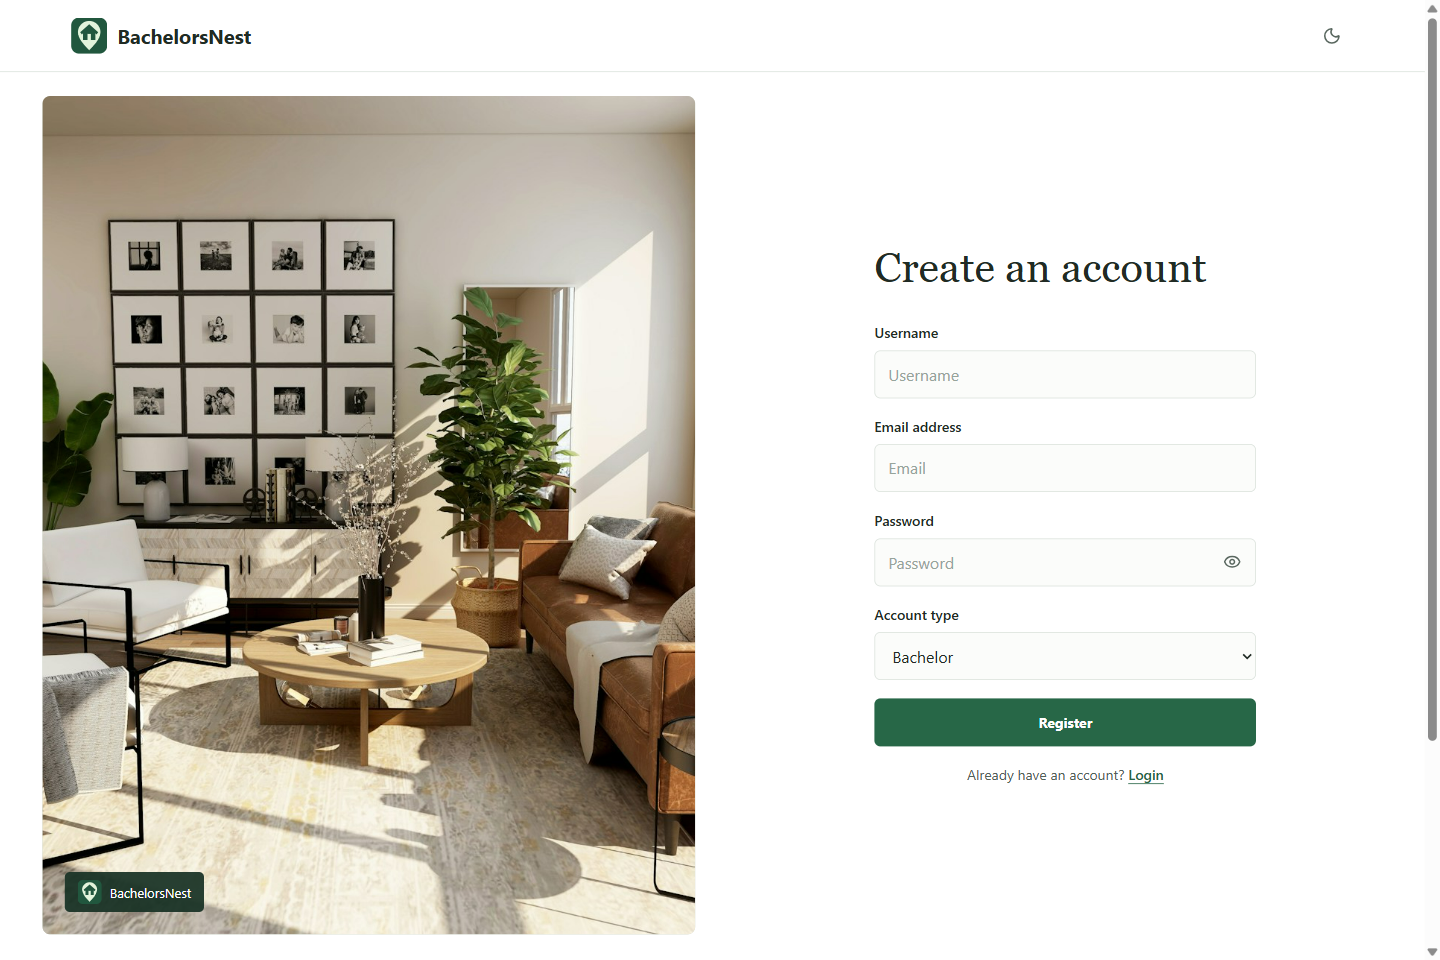 BachelorsNest
Create an account
Username
Username
Email address
Email
Password
Password
Account type
Bachelor
Register
Already have an account? Login
BachelorsNest